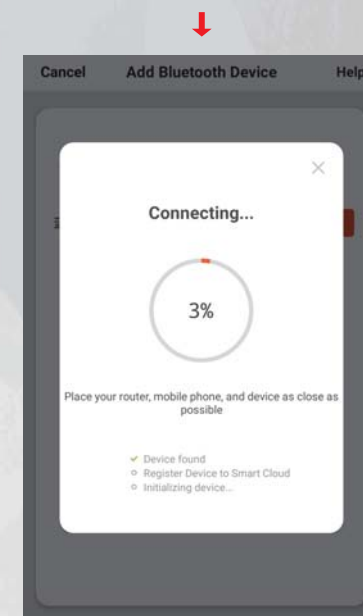 Cancel Add Bluetooth Device Help
Connecting...
3%
Place your router, mobile phone, and device as close as
possible
Device found
Register Device to Smart Cloud
Initializing device...